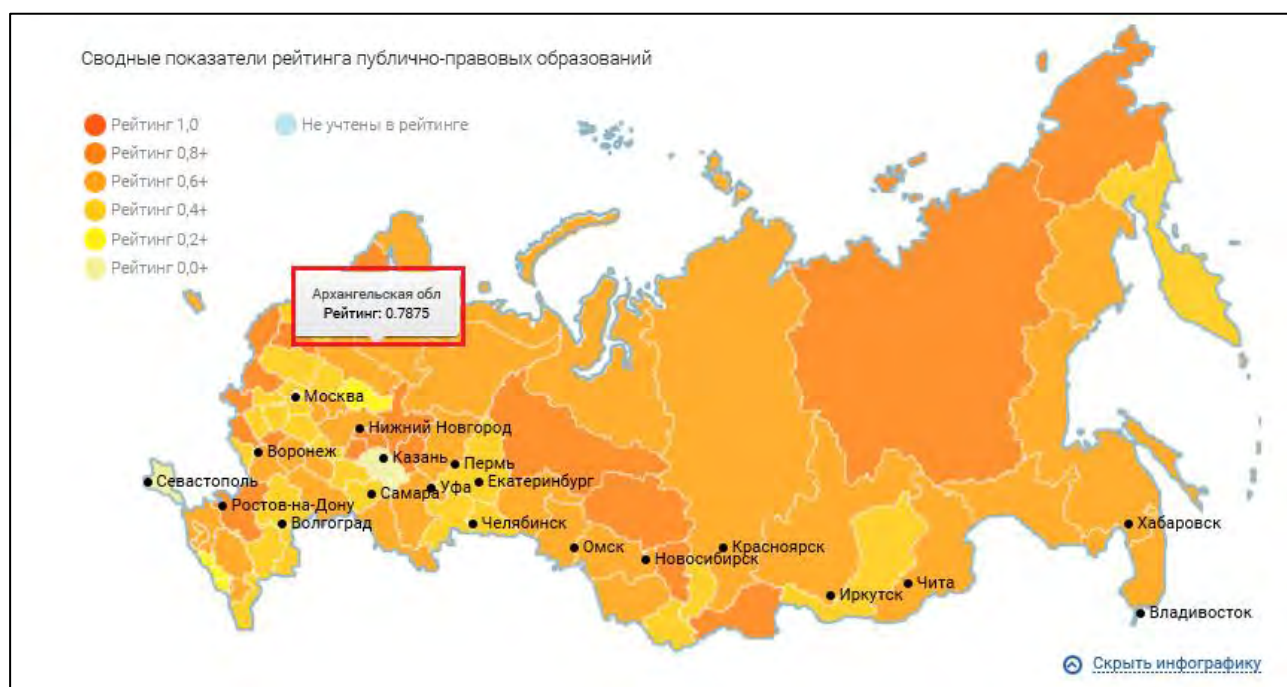 Сводные показатели рейтинга публично-правовых образований
Рейтинг 1,0
Не учтены в рейтинге
Рейтинг 0,8+
Рейтинг 0,6+
Рейтинг 0,4+
Рейтинг 0,2+
Рейтинг 0,0+
Архангельская обл
Рейтинг: 0.7875
Москва
Нижний Новгород
Воронеж
Казань
Пермь
Севастополь
Самара
Уфа
Екатеринбург
Ростов-на-Дону
Волгоград
Челябинск
Хабаровск
Омск
Новосибирск
Красноярск
Иркутск
Чита
Владивосток
Скрыть инфографику